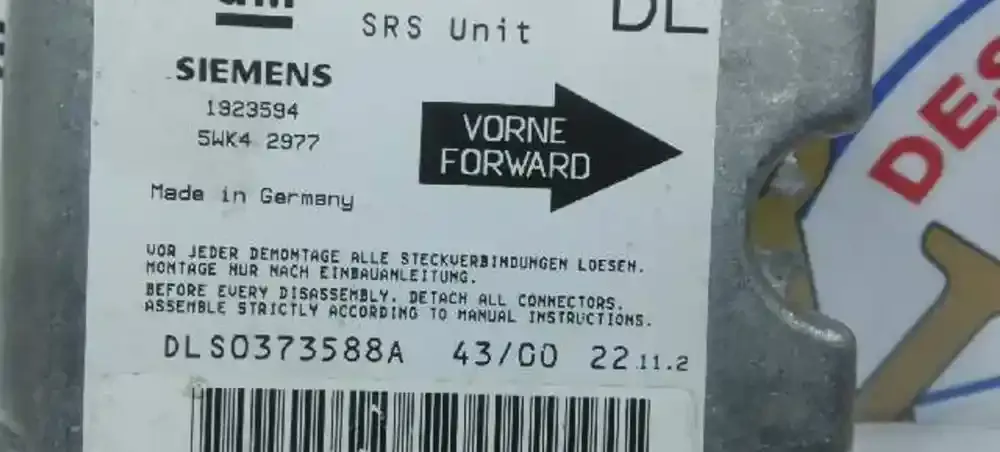 SRS Unit
DL
SIEMENS
1923594
5WK4 2977
VORNE
FORWARD
Made in Germany
VOR JEDER DEMONTAGE ALLE STECKVERBINDUNGEN LOESEN.
MONTAGE NUR NACH EINBAUANLEITUNG.
BEFORE EVERY DISASSEMBLY, DETACH ALL CONNECTORS.
ASSEMBLE STRICTLY ACCORDING TO MANUAL INSTRUCTIONS.
DLS0373588A 43/00 22 11.2
DES